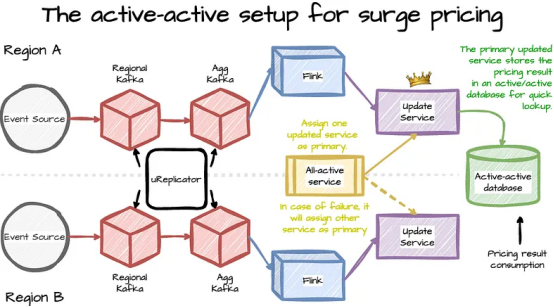 The active-active setup for surge pricing
Region A
Regional
Kafka
Agg
Kafka
Flink
Update
Service
The primary updated
service stores the
pricing result
in an active/active
database for quick
lookup.
Event Source
Assign one
updated service
as primary.
uReplicator
All-active
service
Active-active
database
In case of failure, it
will assign other
service as primary
Event Source
Update
Service
Pricing result
consumption
Regional
Kafka
Agg
Kafka
Flink
Region B